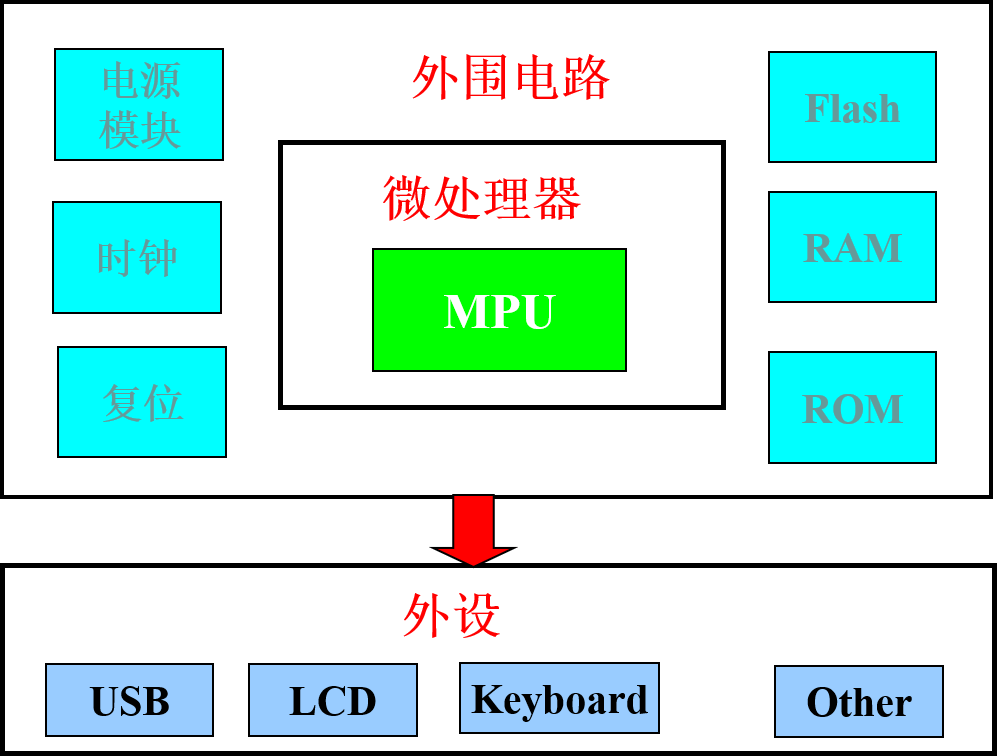 外围电路
电源
模块
时钟
复位
微处理器
MPU
Flash
RAM
ROM
外设
USB
LCD
Keyboard
Other